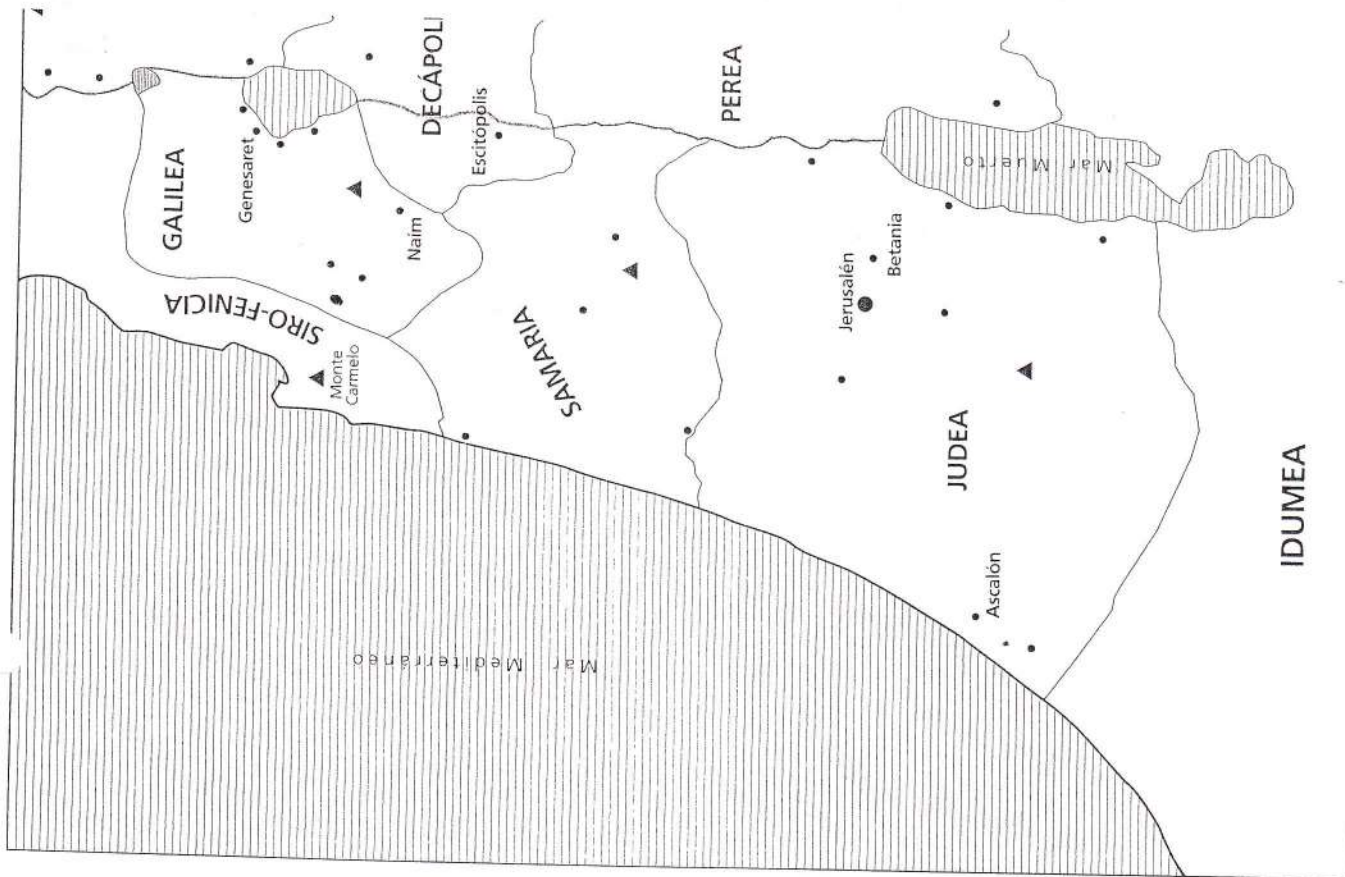 GALILEA
SIRO-FENICIA
DECÁPOL
PEREA
Genesaret
Escitópolis
Naim
Monte
Carmelo
SAMARIA
Mar Muerto
Jerusalén
Betania
JUDEA
Ascalón
Mar Mediterráneo
IDUMEA